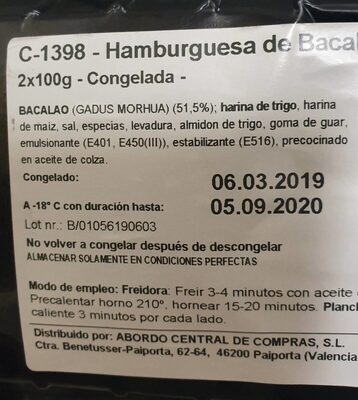 C-1398 - Hamburguesa de Bacal
2x100g - Congelada -
BACALAO (GADUS MORHUA) (51,5%); harina de trigo, harina
de maiz, sal, especias, levadura, almidon de trigo, goma de guar,
emulsionante (E401, E450(III)), estabilizante (E516), precocinado
en aceite de colza.
Congelado: 06.03.2019
A -18° C con duración hasta: 05.09.2020
Lot nr.: B/01056190603
No volver a congelar después de descongelar
ALMACENAR SOLAMENTE EN CONDICIONES PERFECTAS
Modo de empleo: Freidora: Freir 3-4 minutos con aceite
Precalentar horno 210°, hornear 15-20 minutos. Planch
caliente 3 minutos por cada lado.
Distribuido por: ABORDO CENTRAL DE COMPRAS, S.L.
Ctra. Benetusser-Paiporta, 62-64, 46200 Paiporta (Valencia